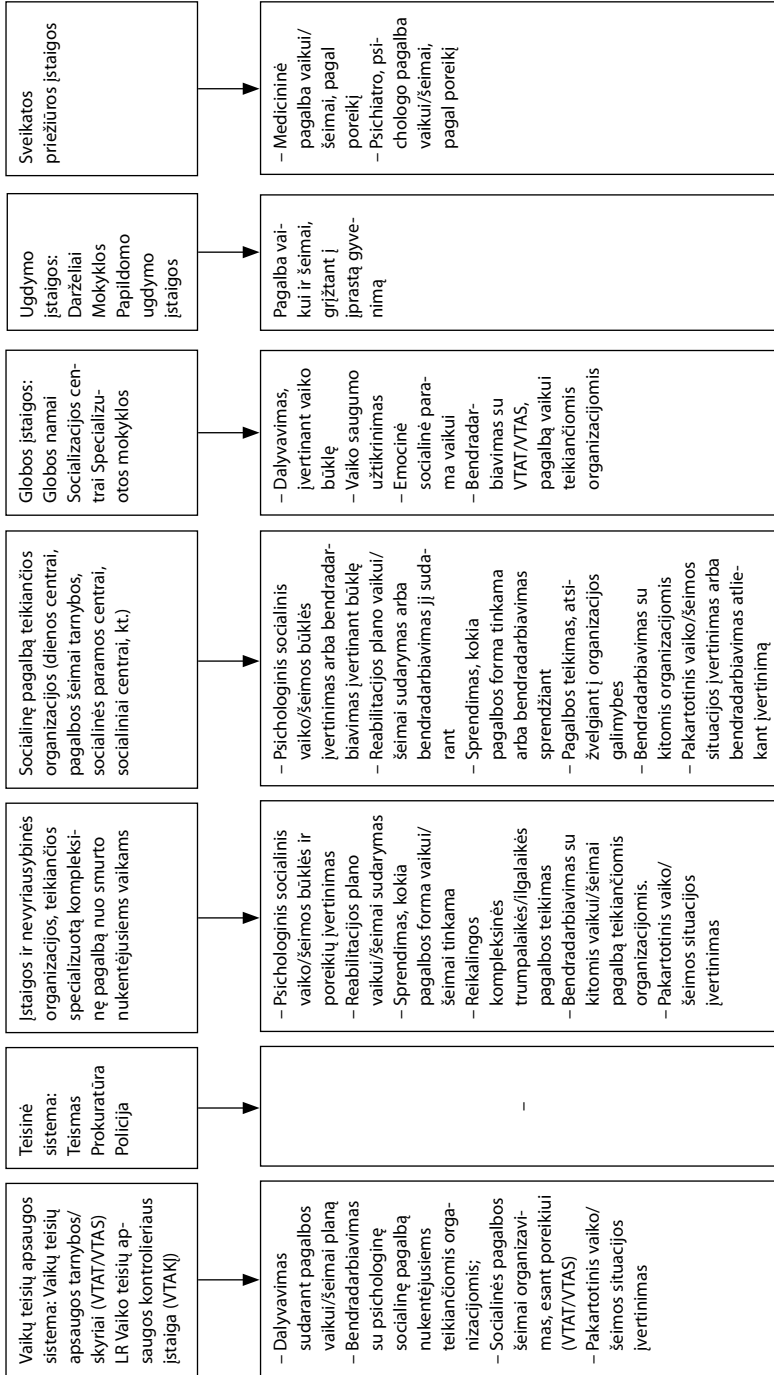 Vaikų teisių apsaugos
sistema: Vaikų teisių
apsaugos tarnybos/
skyriai (VTAT/VTAS)
LR Vaiko teisių ap-
saugos kontrolieriaus
įstaiga (VTAKĮ)
– Dalyvavimas
sudarant pagalbos
vaikui/šeimai planą
– Bendradarbiavimas
su psichologinę
socialinę pagalbą
nukentėjusiems
teikiančiomis orga-
nizacijomis;
– Socialinės pagalbos
šeimai organizavi-
mas, esant poreikiui
(VTAT/VTAS)
– Pakartotinis vaiko/
šeimos situacijos
įvertinimas
Teisinė
sistema:
Teismas
Prokuratūra
Policija
–
Įstaigos ir nevyriausybinės
organizacijos, teikiančios
specializuotą kompleksi-
nę pagalbą nuo smurto
nukentėjusiems vaikams
– Psichologinis socialinis
vaiko/šeimos būklės ir
poreikių įvertinimas
– Reabilitacijos plano
vaikui/šeimai sudarymas
– Sprendimas, kokia
pagalbos forma vaikui/
šeimai tinkama
– Reikalingos
kompleksinės
trumpalaikės/ilgalaikės
pagalbos teikimas
– Bendradarbiavimas su
kitomis vaikui/šeimai
pagalbą teikiančiomis
organizacijomis.
– Pakartotinis vaiko/
šeimos situacijos
įvertinimas
Socialinę pagalbą teikiančios
organizacijos (dienos centrai,
pagalbos šeimai tarnybos,
socialinės paramos centrai,
socialiniai centrai, kt.)
– Psichologinis socialinis
vaiko/šeimos būklės
įvertinimas arba bendradar-
biavimas įvertinant būklę
– Reabilitacijos plano vaikui/
šeimai sudarymas arba
bendradarbiavimas jį suda-
rant
– Sprendimas, kokia
pagalbos forma tinkama
arba bendradarbiavimas
sprendžiant
– Pagalbos teikimas, atsi-
žvelgiant į organizacijos
galimybes
– Bendradarbiavimas su
kitomis organizacijomis
– Pakartotinis vaiko/šeimos
situacijos įvertinimas arba
bendradarbiavimas atlie-
kant įvertinimą
Globos įstaigos:
Globos namai
Socializacijos cen-
trai Specializu-
otos mokyklos
– Dalyvavimas,
įvertinant vaiko
būklę
– Vaiko saugumo
užtikrinimas
– Emocinė
socialinė para-
ma vaikui
– Bendradar-
biavimas su
VTAT/VTAS,
pagalbą vaikui
teikiančiomis
organizacijomis
Ugdymo
įstaigos:
Darželiai
Mokyklos
Papildomo
ugdymo
įstaigos
Pagalba vai-
kui ir šeimai,
grįžtant į
įprastą gyve-
nimą
Sveikatos
priežiūros įstaigos
– Medicininė
pagalba vaikui/
šeimai, pagal
poreikį
– Psichiatro, psi-
chologo pagalba
vaikui/šeimai,
pagal poreikį